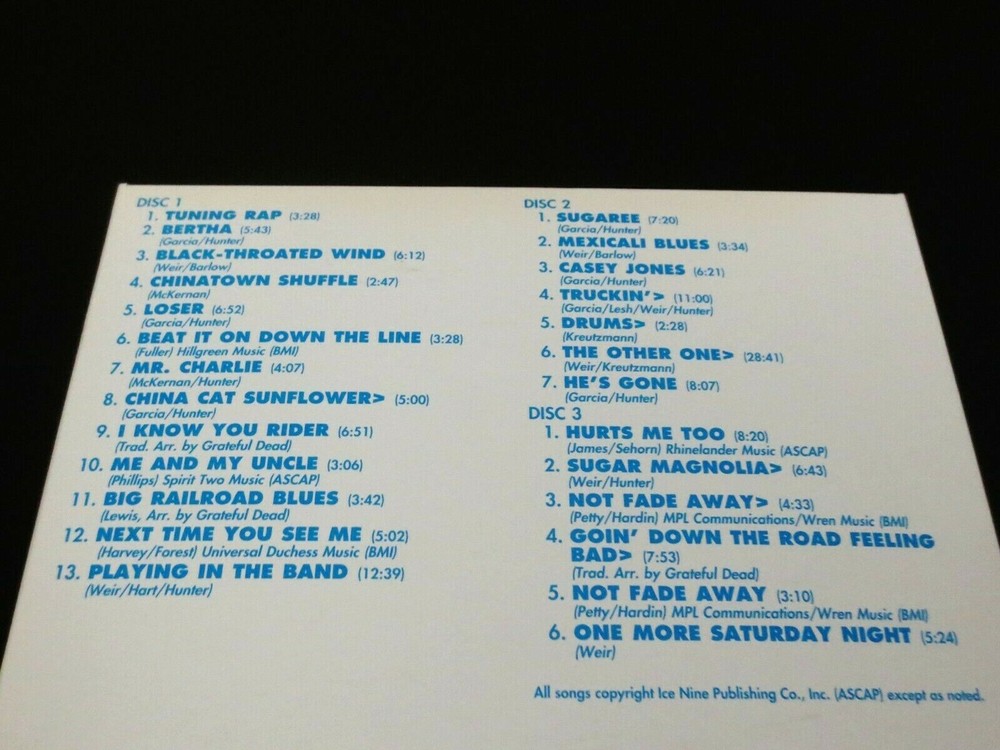 DISC 1
1. TUNING RAP (3:28)
2. BERTHA (5:43)
(Garcia/Hunter)
3. BLACK-THROATED WIND (6:12)
(Weir/Barlow)
4. CHINATOWN SHUFFLE (2:47)
(McKernan)
5. LOSER (6:52)
(Garcia/Hunter)
6. BEAT IT ON DOWN THE LINE (3:28)
(Fuller) Hillgreen Music (BMI)
7. MR. CHARLIE (4:07)
(McKernan/Hunter)
8. CHINA CAT SUNFLOWER> (5:00)
(Garcia/Hunter)
9. I KNOW YOU RIDER (6:51)
(Trad. Arr. by Grateful Dead)
10. ME AND MY UNCLE (3:06)
(Phillips) Spirit Two Music (ASCAP)
11. BIG RAILROAD BLUES (3:42)
(Lewis, Arr. by Grateful Dead)
12. NEXT TIME YOU SEE ME (5:02)
(Harvey/Forest) Universal Duchess Music (BMI)
13. PLAYING IN THE BAND (12:39)
(Weir/Hart/Hunter)
DISC 2
1. SUGAREE (7:20)
(Garcia/Hunter)
2. MEXICALI BLUES (3:34)
(Weir/Barlow)
3. CASEY JONES (6:21)
(Garcia/Hunter)
4. TRUCKIN'> (11:00)
(Garcia/Lesh/Weir/Hunter)
5. DRUMS> (2:28)
(Kreutzmann)
6. THE OTHER ONE> (28:41)
(Weir/Kreutzmann)
7. HE'S GONE (8:07)
(Garcia/Hunter)
DISC 3
1. HURTS ME TOO (8:20)
(James/Sehorn) Rhinelander Music (ASCAP)
2. SUGAR MAGNOLIA> (6:43)
(Weir/Hunter)
3. NOT FADE AWAY> (4:33)
(Petty/Hardin) MPL Communications/Wren Music (BMI)
4. GOIN' DOWN THE ROAD FEELING
BAD> (7:53)
(Trad. Arr. by Grateful Dead)
5. NOT FADE AWAY (3:10)
(Petty/Hardin) MPL Communications/Wren Music (BMI)
6. ONE MORE SATURDAY NIGHT (5:24)
(Weir)
All songs copyright Ice Nine Publishing Co., Inc. (ASCAP) except as noted.